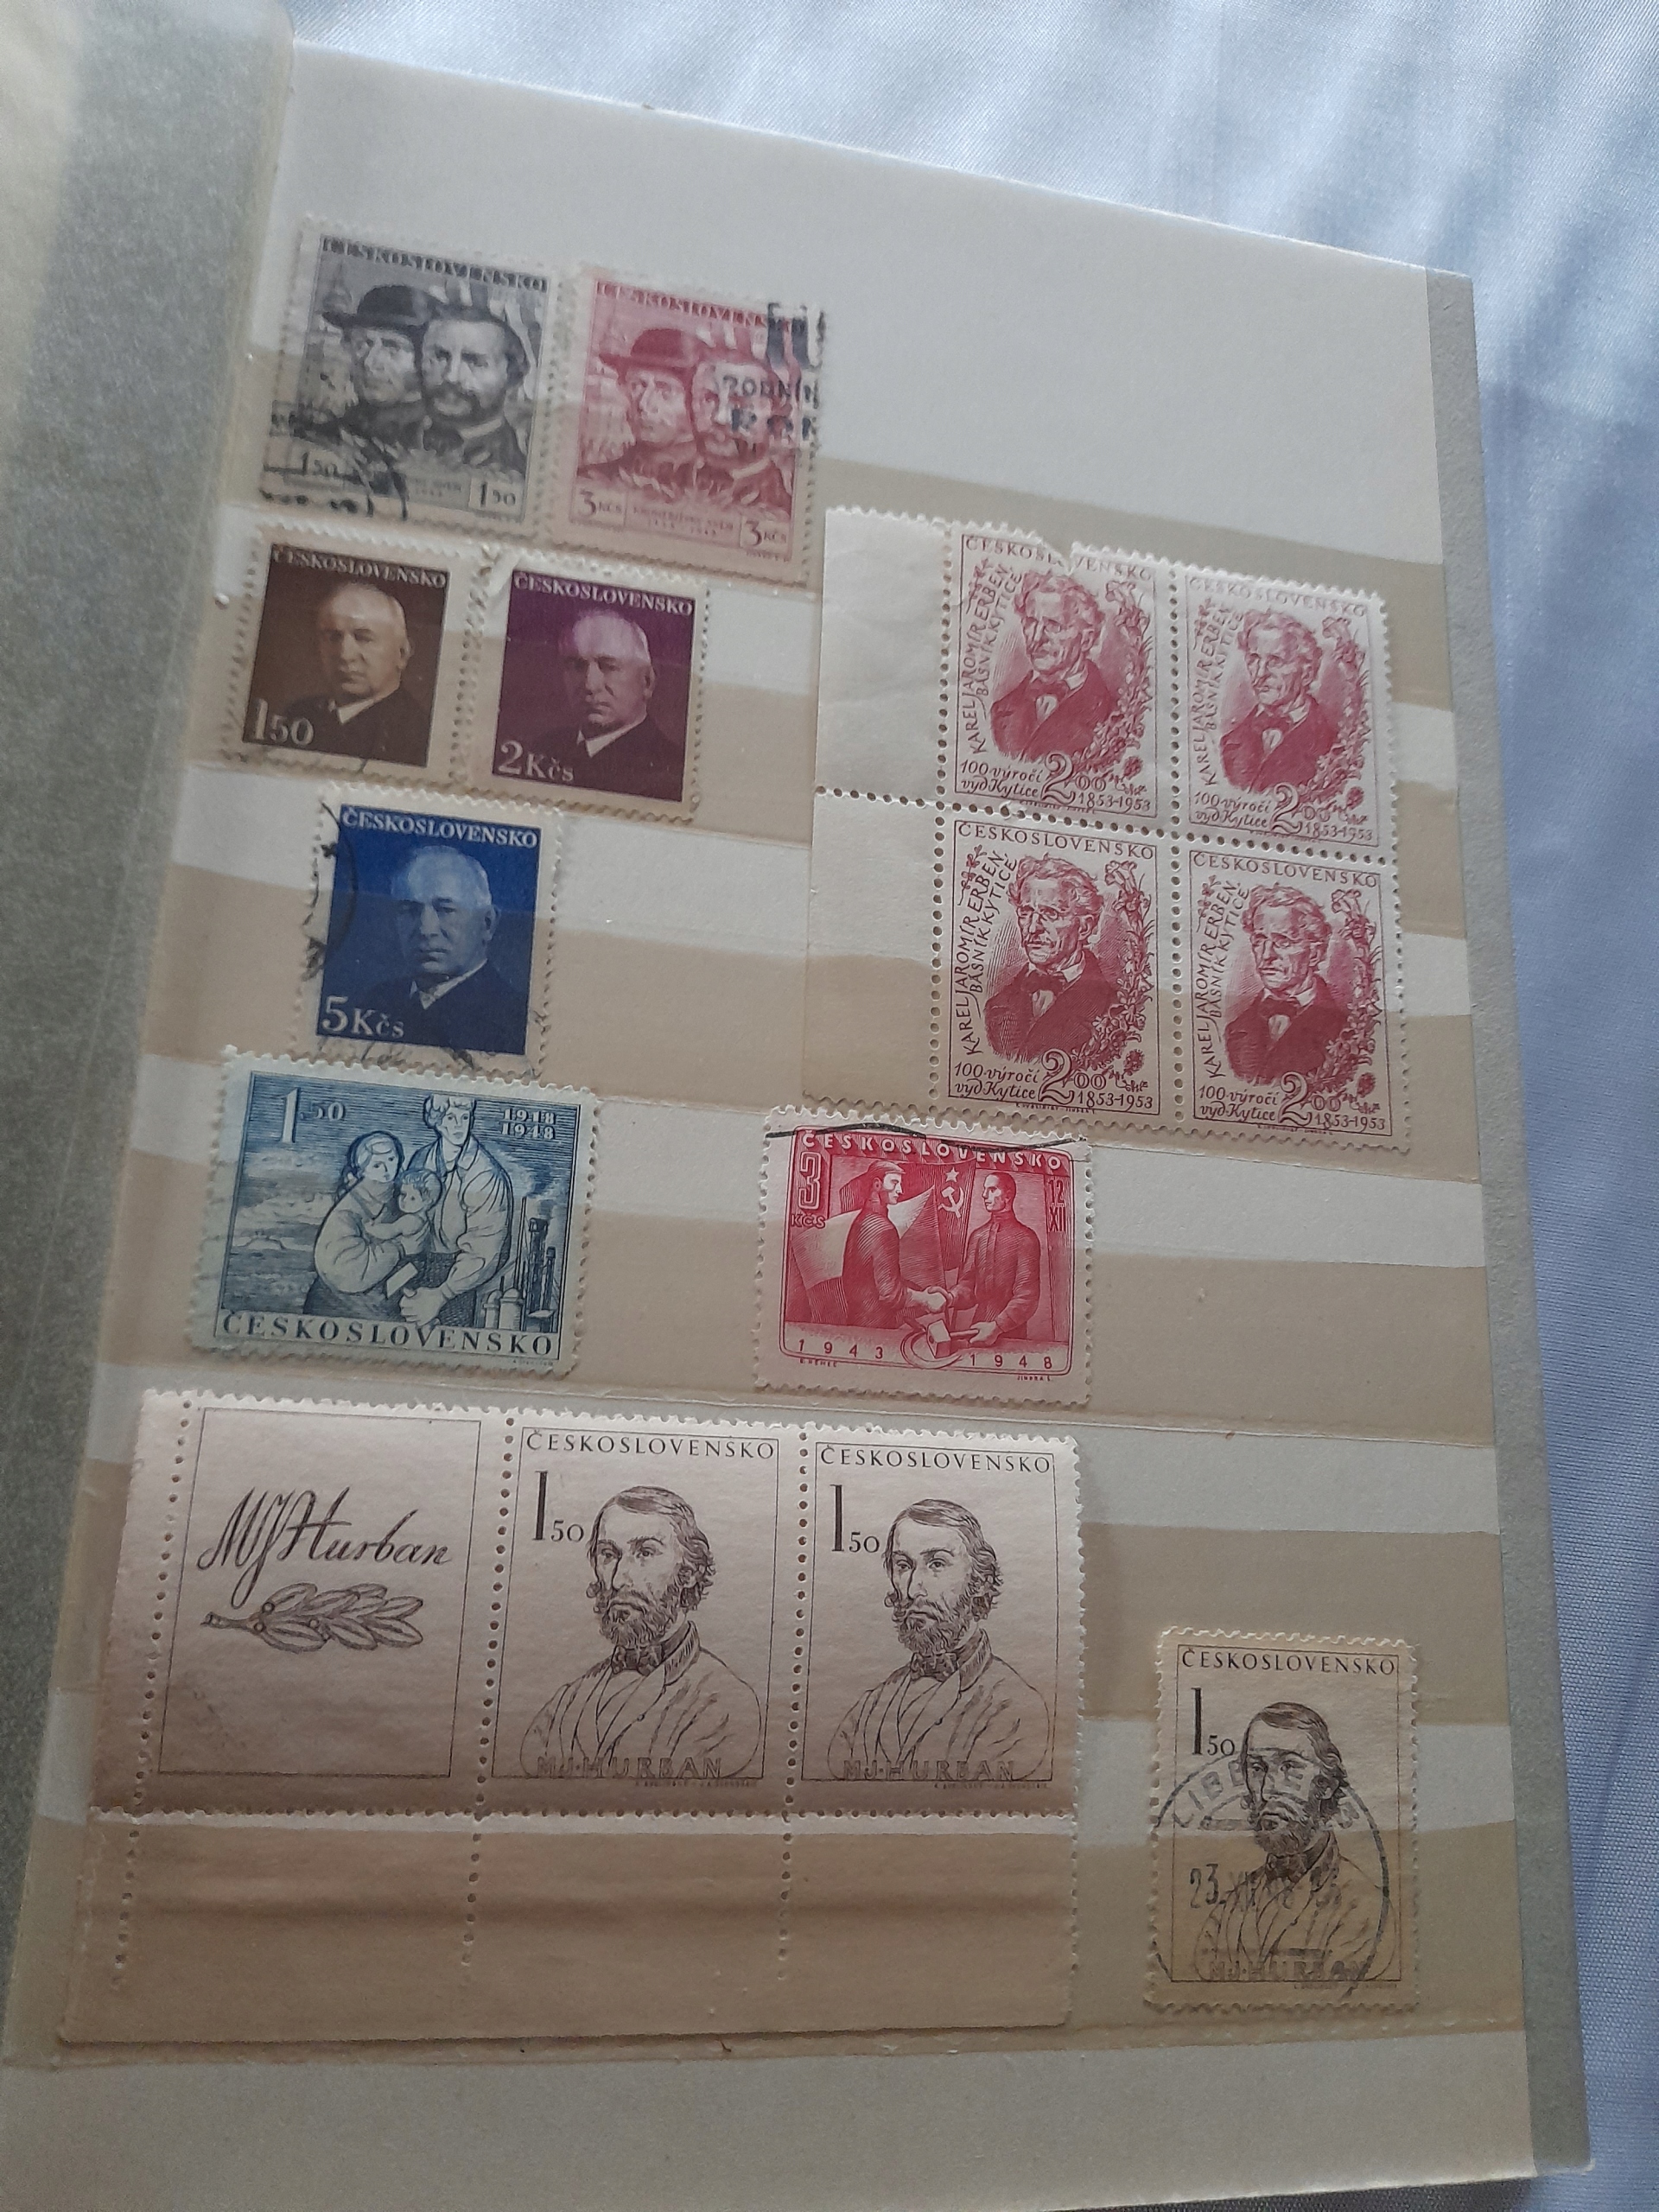 ČESKOSLOVENSKO
1.50
1.50
ČESKOSLOVENSKO
3 KČS
3 KČS
ČESKOSLOVENSKO
1.50
ČESKOSLOVENSKO
2 Kčs
ČESKOSLOVENSKO
5 Kčs
ČESKOSLOVENSKO
KAREL JAROMÍR ERBEN
BÁSNÍK KYTICE
100.výročí
vyd.Kytice
2.00
1853-1953
ČESKOSLOVENSKO
KAREL JAROMÍR ERBEN
BÁSNÍK KYTICE
100.výročí
vyd.Kytice
2.00
1853-1953
ČESKOSLOVENSKO
KAREL JAROMÍR ERBEN
BÁSNÍK KYTICE
100.výročí
vyd.Kytice
2.00
1853-1953
ČESKOSLOVENSKO
KAREL JAROMÍR ERBEN
BÁSNÍK KYTICE
100.výročí
vyd.Kytice
2.00
1853-1953
1.50
1918
1948
ČESKOSLOVENSKO
ČESKOSLOVENSKO
3
KČS
12
XII
1943 1948
JINDRA L.
MJHurban
ČESKOSLOVENSKO
1.50
M.J.HURBAN
ČESKOSLOVENSKO
1.50
M.J.HURBAN
ČESKOSLOVENSKO
1.50
M.J.HURBAN